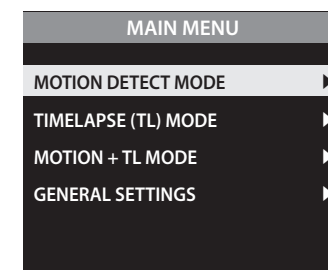 MAIN MENU
MOTION DETECT MODE
TIMELAPSE (TL) MODE
MOTION + TL MODE
GENERAL SETTINGS